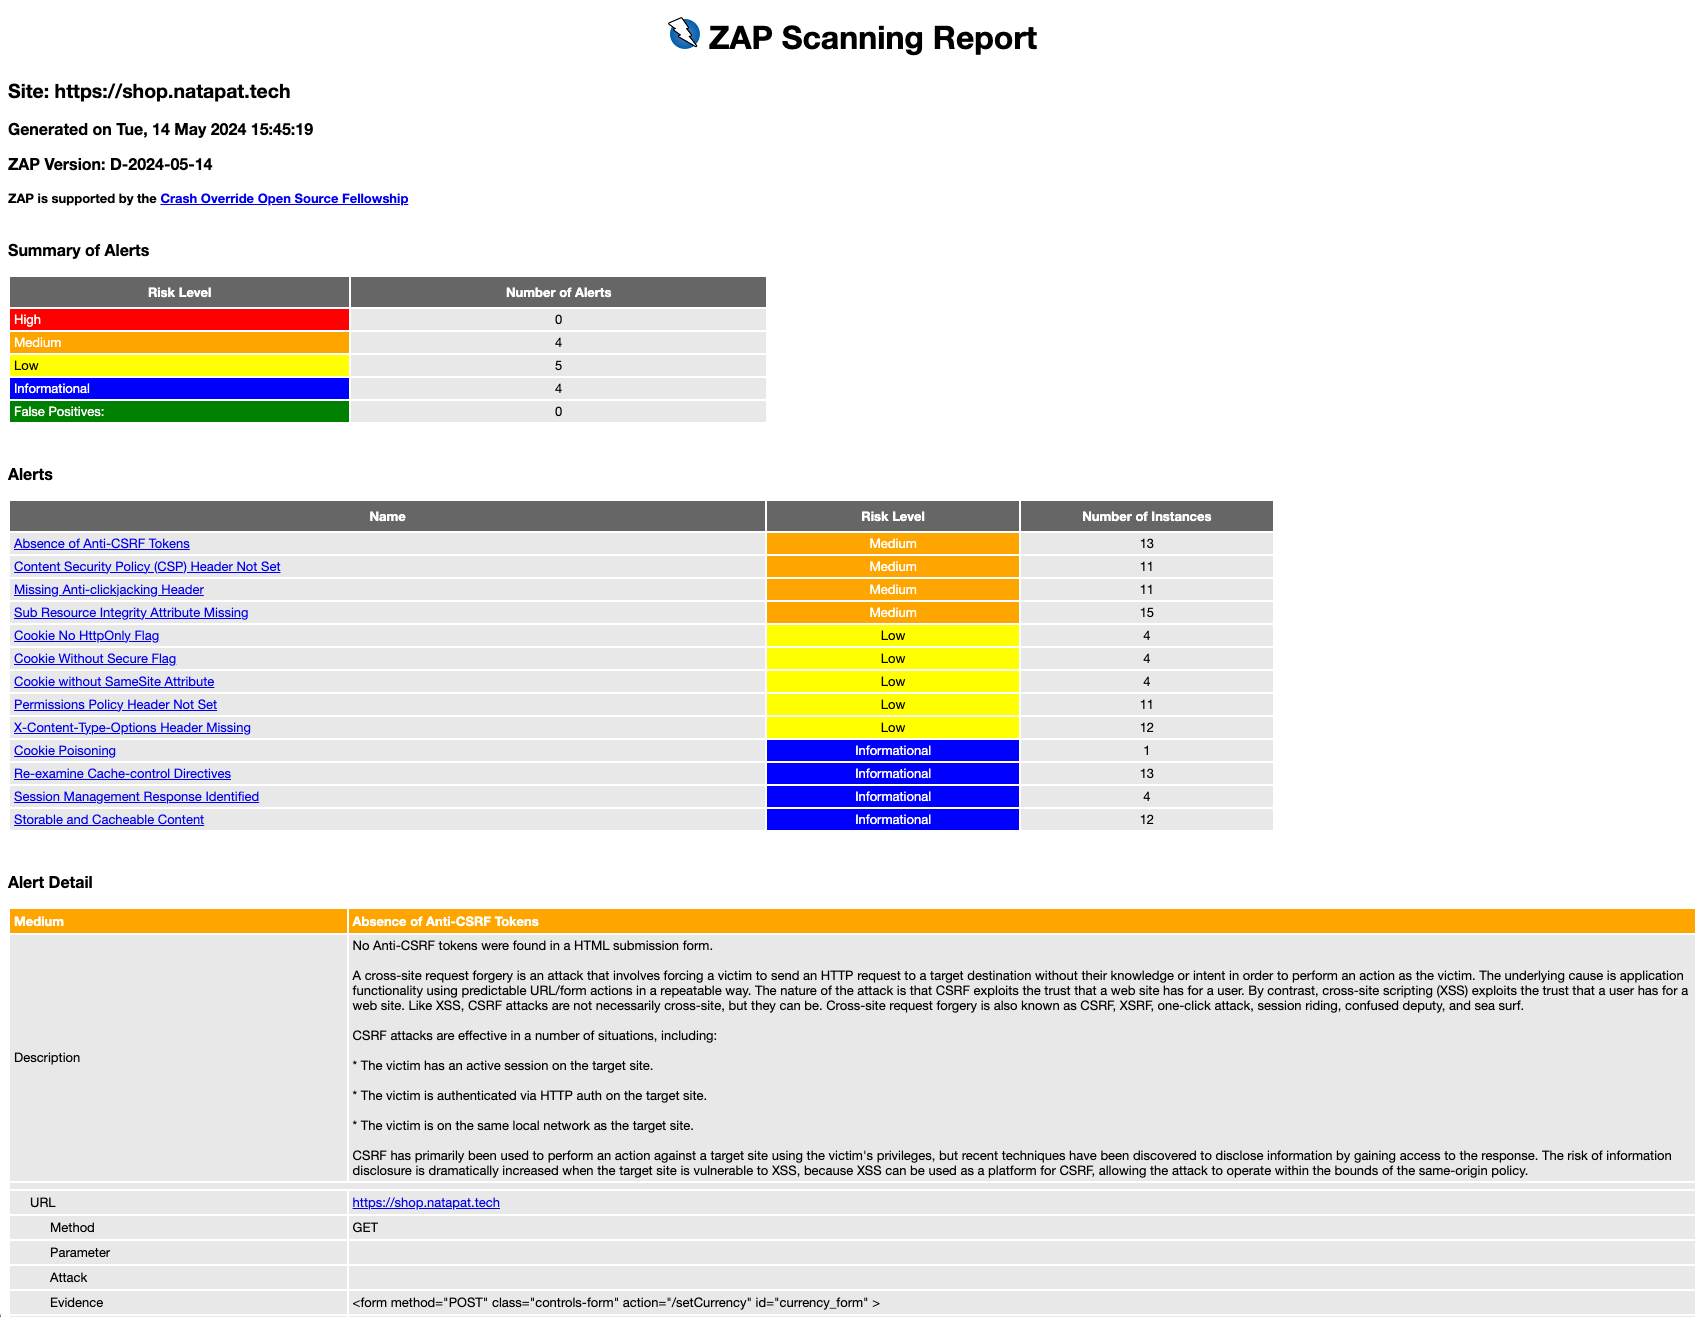 ZAP Scanning Report
Site: https://shop.natapat.tech
Generated on Tue, 14 May 2024 15:45:19
ZAP Version: D-2024-05-14
ZAP is supported by the Crash Override Open Source Fellowship
Summary of Alerts
Risk Level Number of Alerts
High 0
Medium 4
Low 5
Informational 4
False Positives: 0
Alerts
Name Risk Level Number of Instances
Absence of Anti-CSRF Tokens Medium 13
Content Security Policy (CSP) Header Not Set Medium 11
Missing Anti-clickjacking Header Medium 11
Sub Resource Integrity Attribute Missing Medium 15
Cookie No HttpOnly Flag Low 4
Cookie Without Secure Flag Low 4
Cookie without SameSite Attribute Low 4
Permissions Policy Header Not Set Low 11
X-Content-Type-Options Header Missing Low 12
Cookie Poisoning Informational 1
Re-examine Cache-control Directives Informational 13
Session Management Response Identified Informational 4
Storable and Cacheable Content Informational 12
Alert Detail
Medium Absence of Anti-CSRF Tokens
Description
No Anti-CSRF tokens were found in a HTML submission form.
A cross-site request forgery is an attack that involves forcing a victim to send an HTTP request to a target destination without their knowledge or intent in order to perform an action as the victim. The underlying cause is application
functionality using predictable URL/form actions in a repeatable way. The nature of the attack is that CSRF exploits the trust that a web site has for a user. By contrast, cross-site scripting (XSS) exploits the trust that a user has for a
web site. Like XSS, CSRF attacks are not necessarily cross-site, but they can be. Cross-site request forgery is also known as CSRF, XSRF, one-click attack, session riding, confused deputy, and sea surf.
CSRF attacks are effective in a number of situations, including:
* The victim has an active session on the target site.
* The victim is authenticated via HTTP auth on the target site.
* The victim is on the same local network as the target site.
CSRF has primarily been used to perform an action against a target site using the victim's privileges, but recent techniques have been discovered to disclose information by gaining access to the response. The risk of information
disclosure is dramatically increased when the target site is vulnerable to XSS, because XSS can be used as a platform for CSRF, allowing the attack to operate within the bounds of the same-origin policy.
URL https://shop.natapat.tech
Method GET
Parameter
Attack
Evidence <form method="POST" class="controls-form" action="/setCurrency" id="currency_form" >